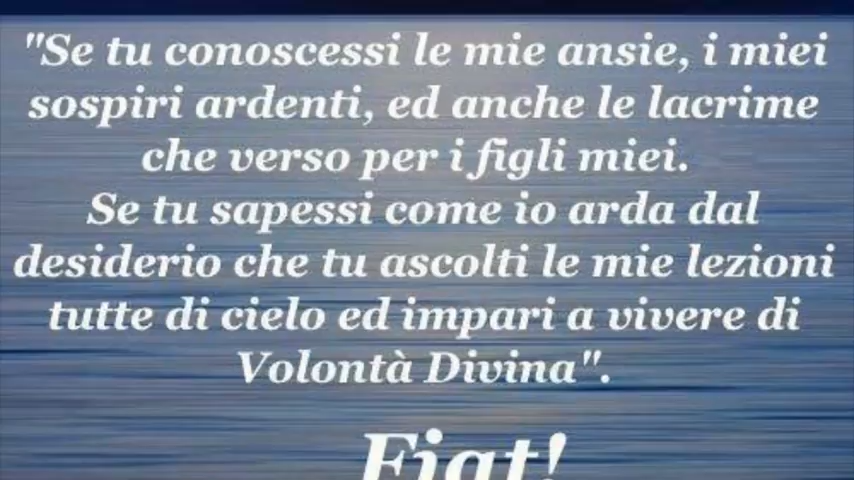 "Se tu conoscessi le mie ansie, i miei
sospiri ardenti, ed anche le lacrime
che verso per i figli miei.
Se tu sapessi come io arda dal
desiderio che tu ascolti le mie lezioni
tutte di cielo ed impari a vivere di
Volontà Divina".
Fiat!